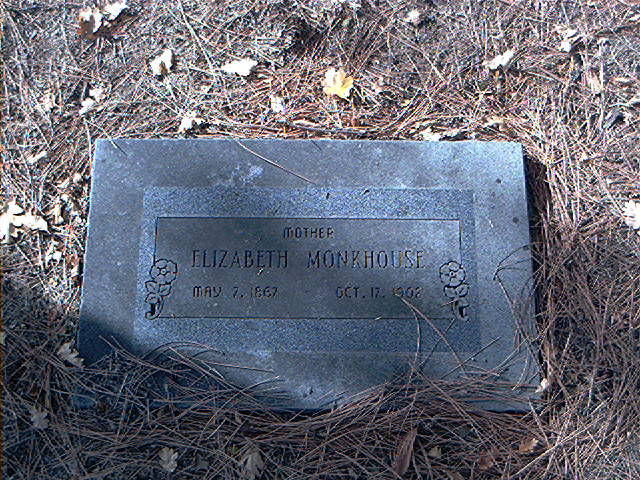 MOTHER
ELIZABETH MONKHOUSE
MAY 7, 1867 - OCT. 17, 1962